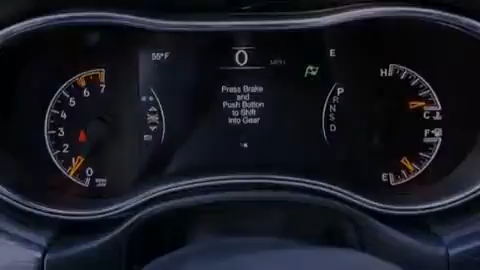 55°F
0
MPH
E
Press Brake
and
Push Button
to Shift
into Gear
P
R
N
S
D
7
6
5
4
3
2
1
0
H
C
F
E